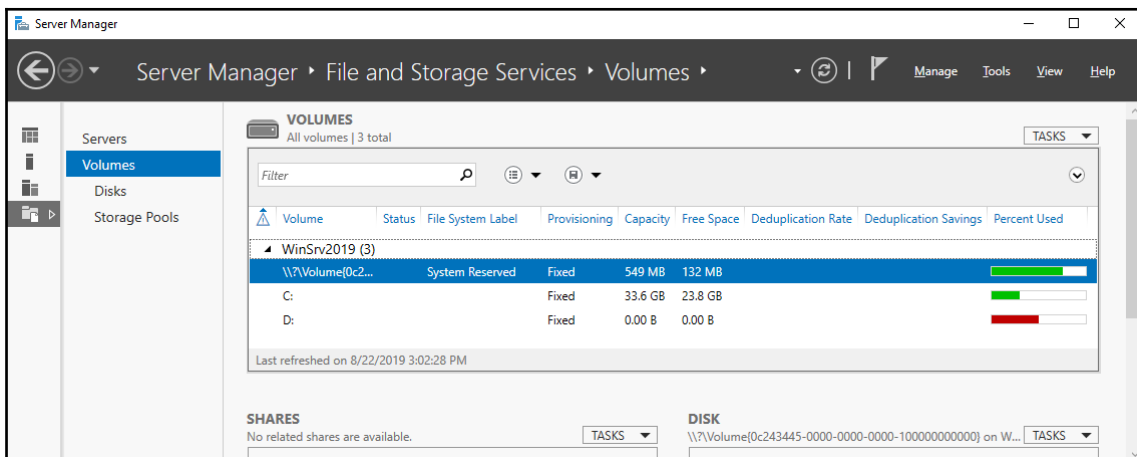 Server Manager
Server Manager ‣ File and Storage Services ‣ Volumes ‣
Manage Tools View Help
Servers
Volumes
Disks
Storage Pools
VOLUMES
All volumes | 3 total
TASKS
Filter
Volume Status File System Label Provisioning Capacity Free Space Deduplication Rate Deduplication Savings Percent Used
WinSrv2019 (3)
\\?\Volume{0c2... System Reserved Fixed 549 MB 132 MB
C: Fixed 33.6 GB 23.8 GB
D: Fixed 0.00 B 0.00 B
Last refreshed on 8/22/2019 3:02:28 PM
SHARES
No related shares are available.
TASKS
DISK
\\?\Volume{0c243445-0000-0000-0000-100000000000} on W...
TASKS